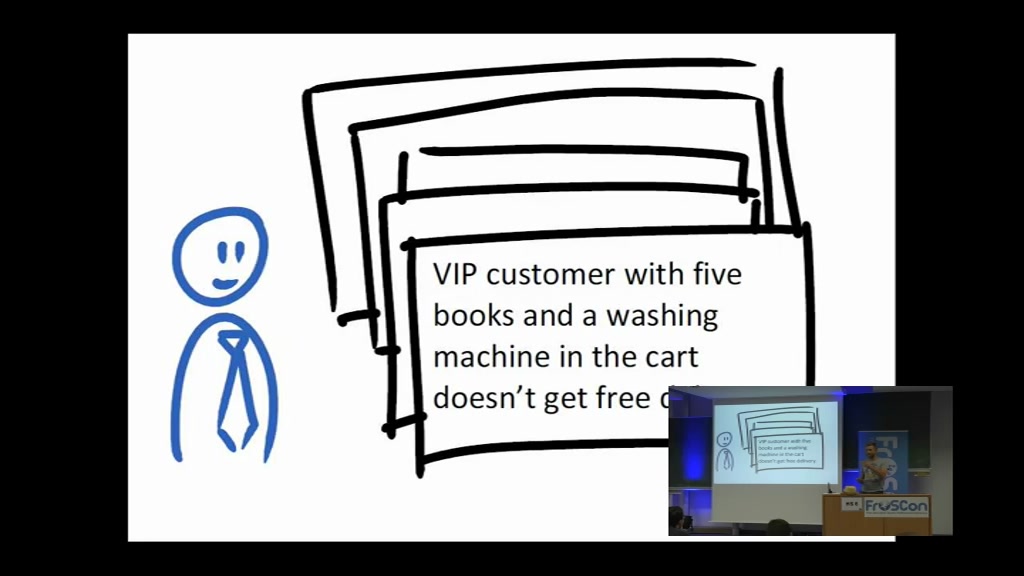 VIP customer with five
books and a washing
machine in the cart
doesn't get free
VIP customer with five
books and a washing
machine in the cart
doesn't get free delivery
FrOSCon